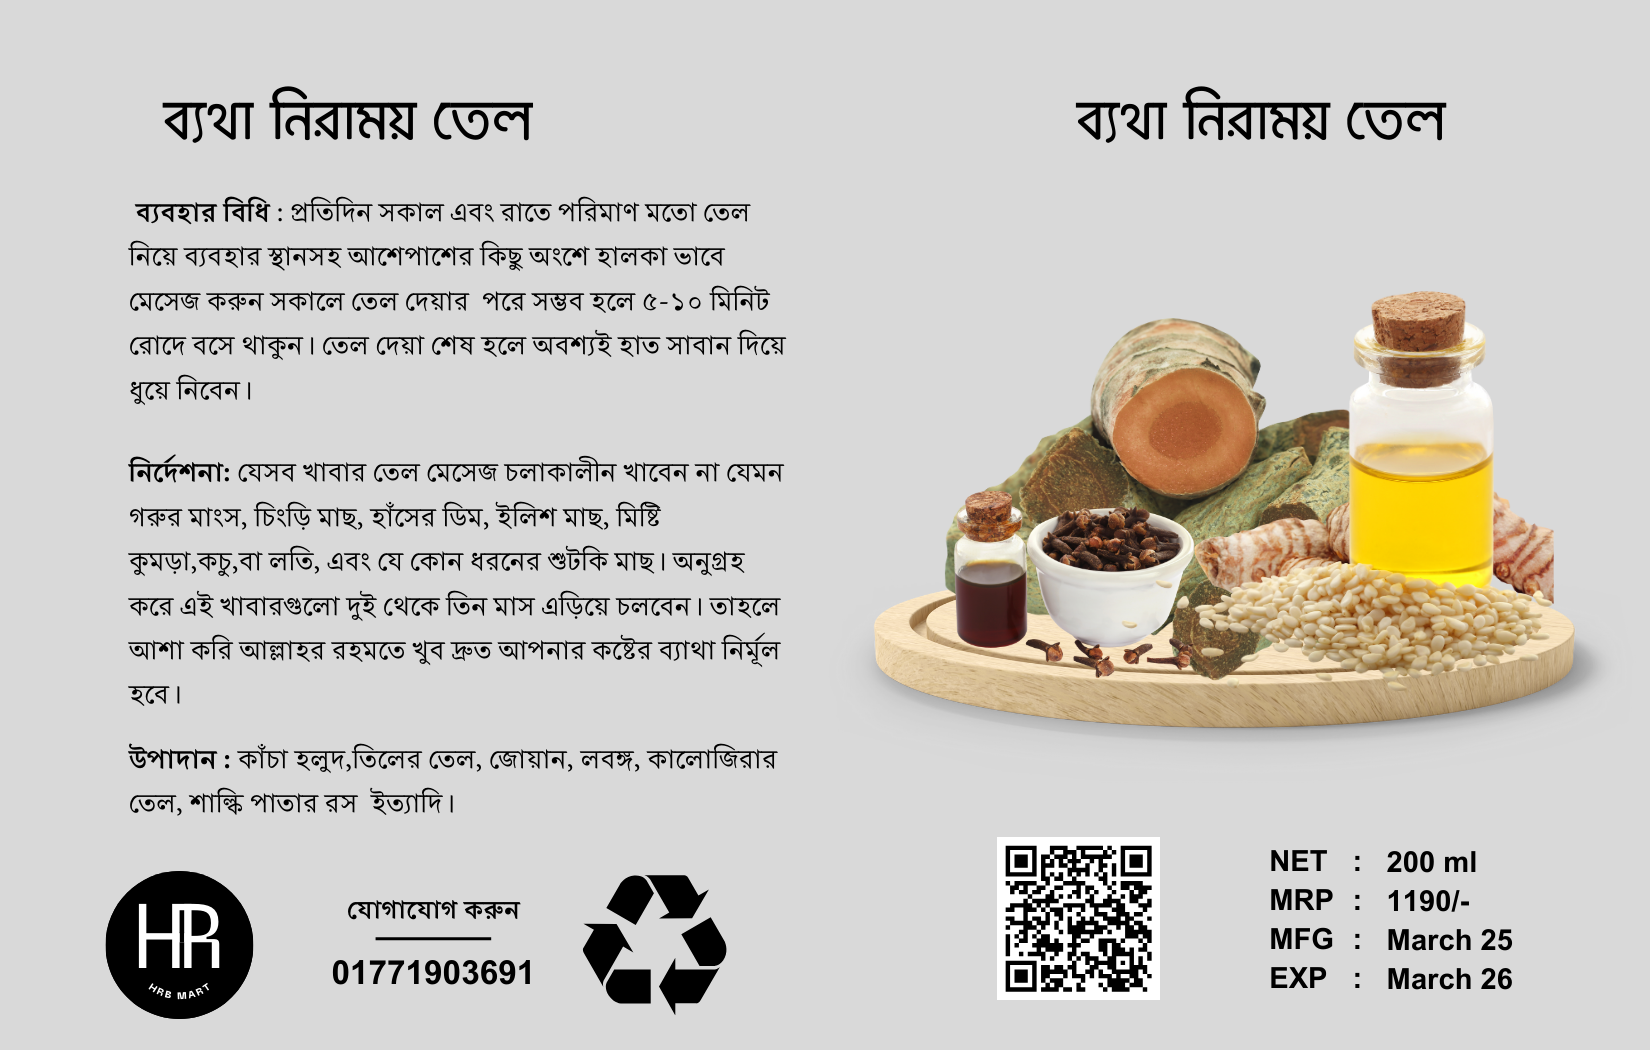 ব্যথা নিরাময় তেল
ব্যবহার বিধি : প্রতিদিন সকাল এবং রাতে পরিমাণ মতো তেল
নিয়ে ব্যবহার স্থানসহ আশেপাশের কিছু অংশে হালকা ভাবে
মেসেজ করুন সকালে তেল দেয়ার পরে সম্ভব হলে ৫-১০ মিনিট
রোদে বসে থাকুন। তেল দেয়া শেষ হলে অবশ্যই হাত সাবান দিয়ে
ধুয়ে নিবেন।
নির্দেশনা: যেসব খাবার তেল মেসেজ চলাকালীন খাবেন না যেমন
গরুর মাংস, চিংড়ি মাছ, হাঁসের ডিম, ইলিশ মাছ, মিষ্টি
কুমড়া,কচু,বা লতি, এবং যে কোন ধরনের শুটকি মাছ। অনুগ্রহ
করে এই খাবারগুলো দুই থেকে তিন মাস এড়িয়ে চলবেন। তাহলে
আশা করি আল্লাহর রহমতে খুব দ্রুত আপনার কষ্টের ব্যাথা নির্মূল
হবে।
উপাদান : কাঁচা হলুদ,তিলের তেল, জোয়ান, লবঙ্গ, কালোজিরার
তেল, শাল্কি পাতার রস ইত্যাদি।
HR
HRB MART
যোগাযোগ করুন
01771903691
ব্যথা নিরাময় তেল
NET : 200 ml
MRP : 1190/-
MFG : March 25
EXP : March 26